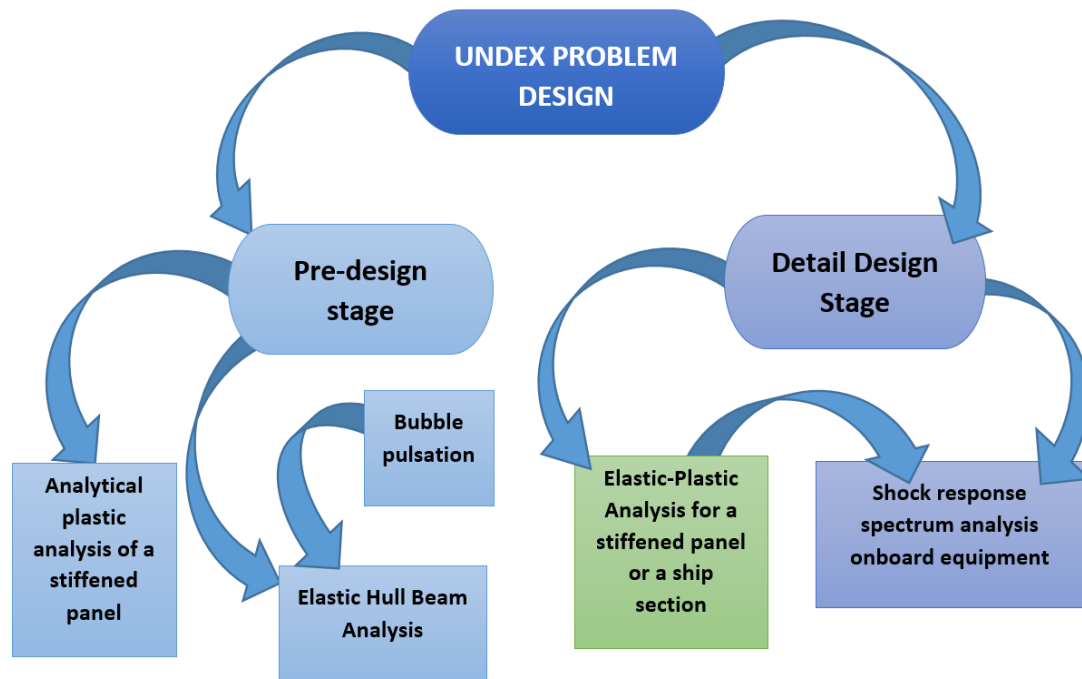 UNDEX PROBLEM
DESIGN
Pre-design
stage
Detail Design
Stage
Bubble
pulsation
Analytical
plastic
analysis of a
stiffened
panel
Elastic Hull Beam
Analysis
Elastic-Plastic
Analysis for a
stiffened panel
or a ship
section
Shock response
spectrum analysis
onboard equipment